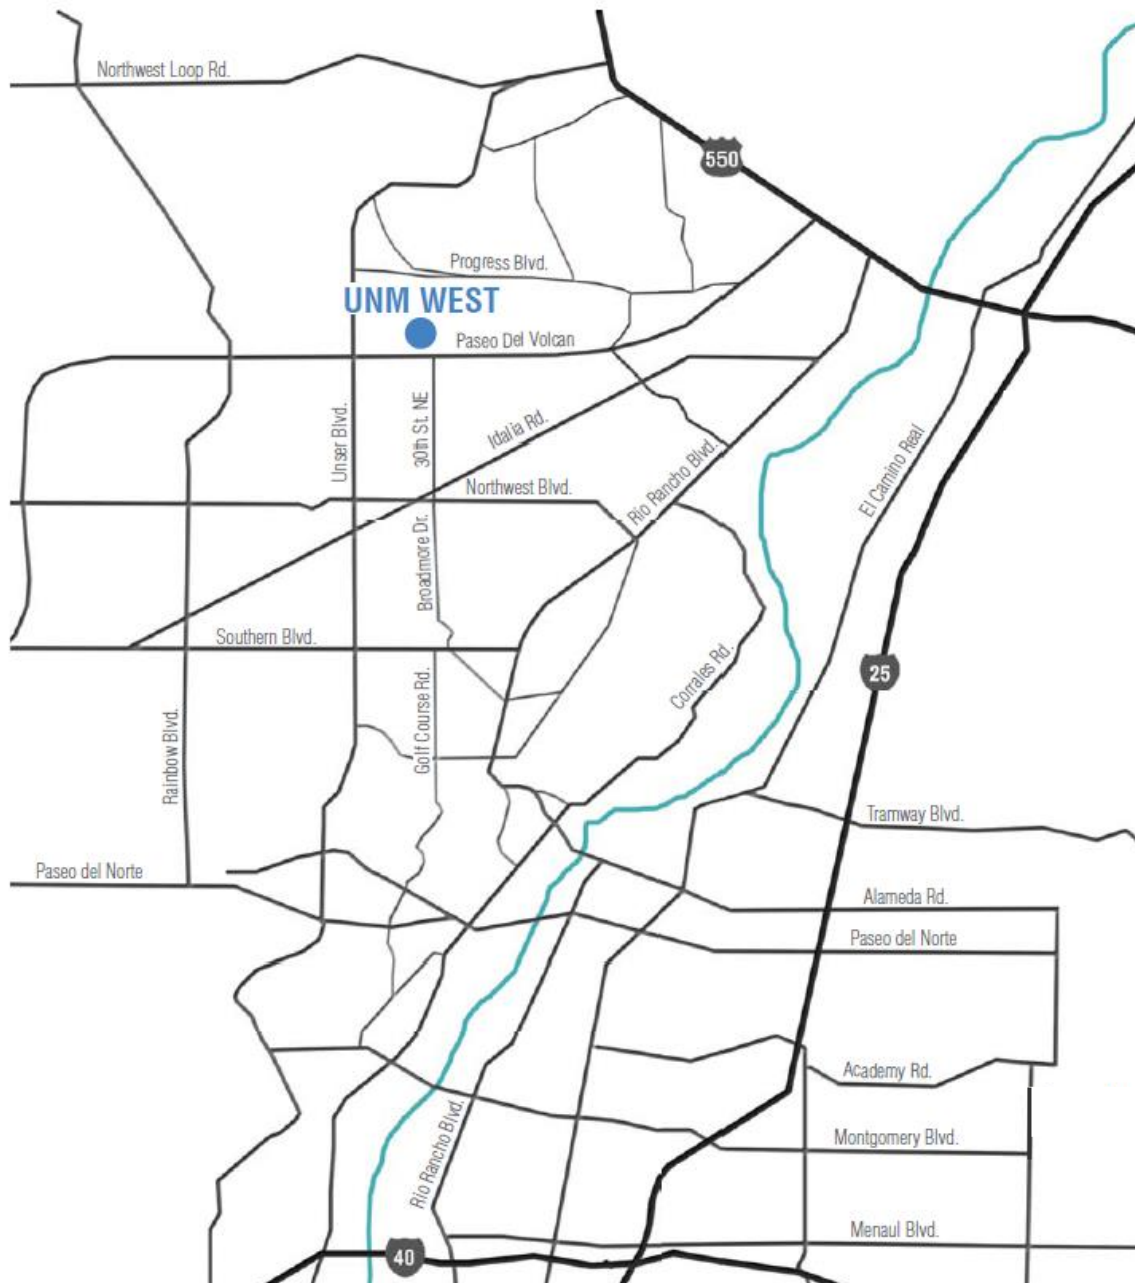 Northwest Loop Rd.
550
Progress Blvd.
UNM WEST
Paseo Del Volcan
Unser Blvd.
30th St. NE
Idalia Rd.
Northwest Blvd.
Rio Rancho Blvd.
El Camino Real
Broadmore Dr.
Southern Blvd.
Corrales Rd.
25
Golf Course Rd.
Rainbow Blvd.
Tramway Blvd.
Paseo del Norte
Alameda Rd.
Paseo del Norte
Academy Rd.
Montgomery Blvd.
Rio Rancho Blvd.
Menaul Blvd.
40